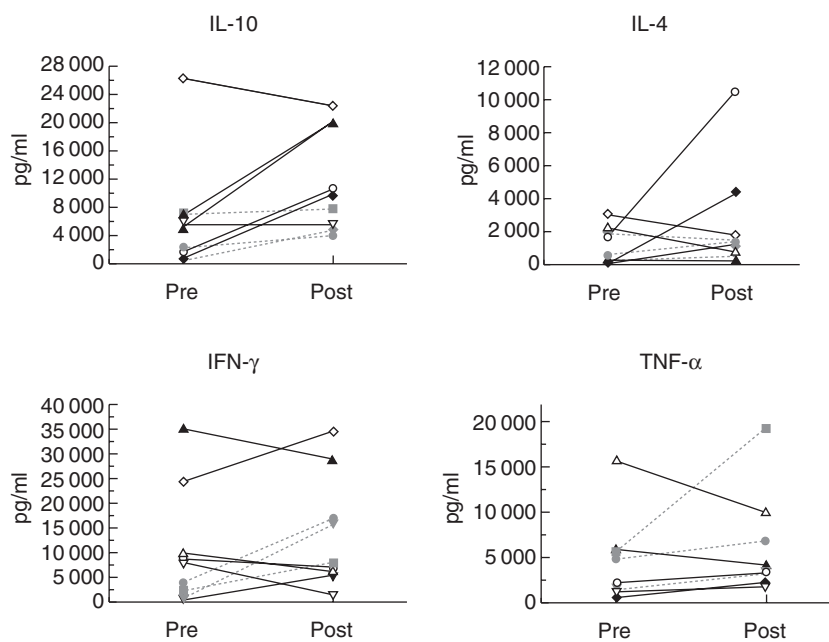 IL-10
28 000
24 000
20 000
16 000
12 000
8 000
4 000
0
pg/ml
Pre Post
IL-4
12 000
10 000
8 000
6 000
4 000
2 000
0
pg/ml
Pre Post
IFN-γ
40 000
35 000
30 000
25 000
20 000
15 000
10 000
5 000
0
pg/ml
Pre Post
TNF-α
20 000
15 000
10 000
5 000
0
pg/ml
Pre Post